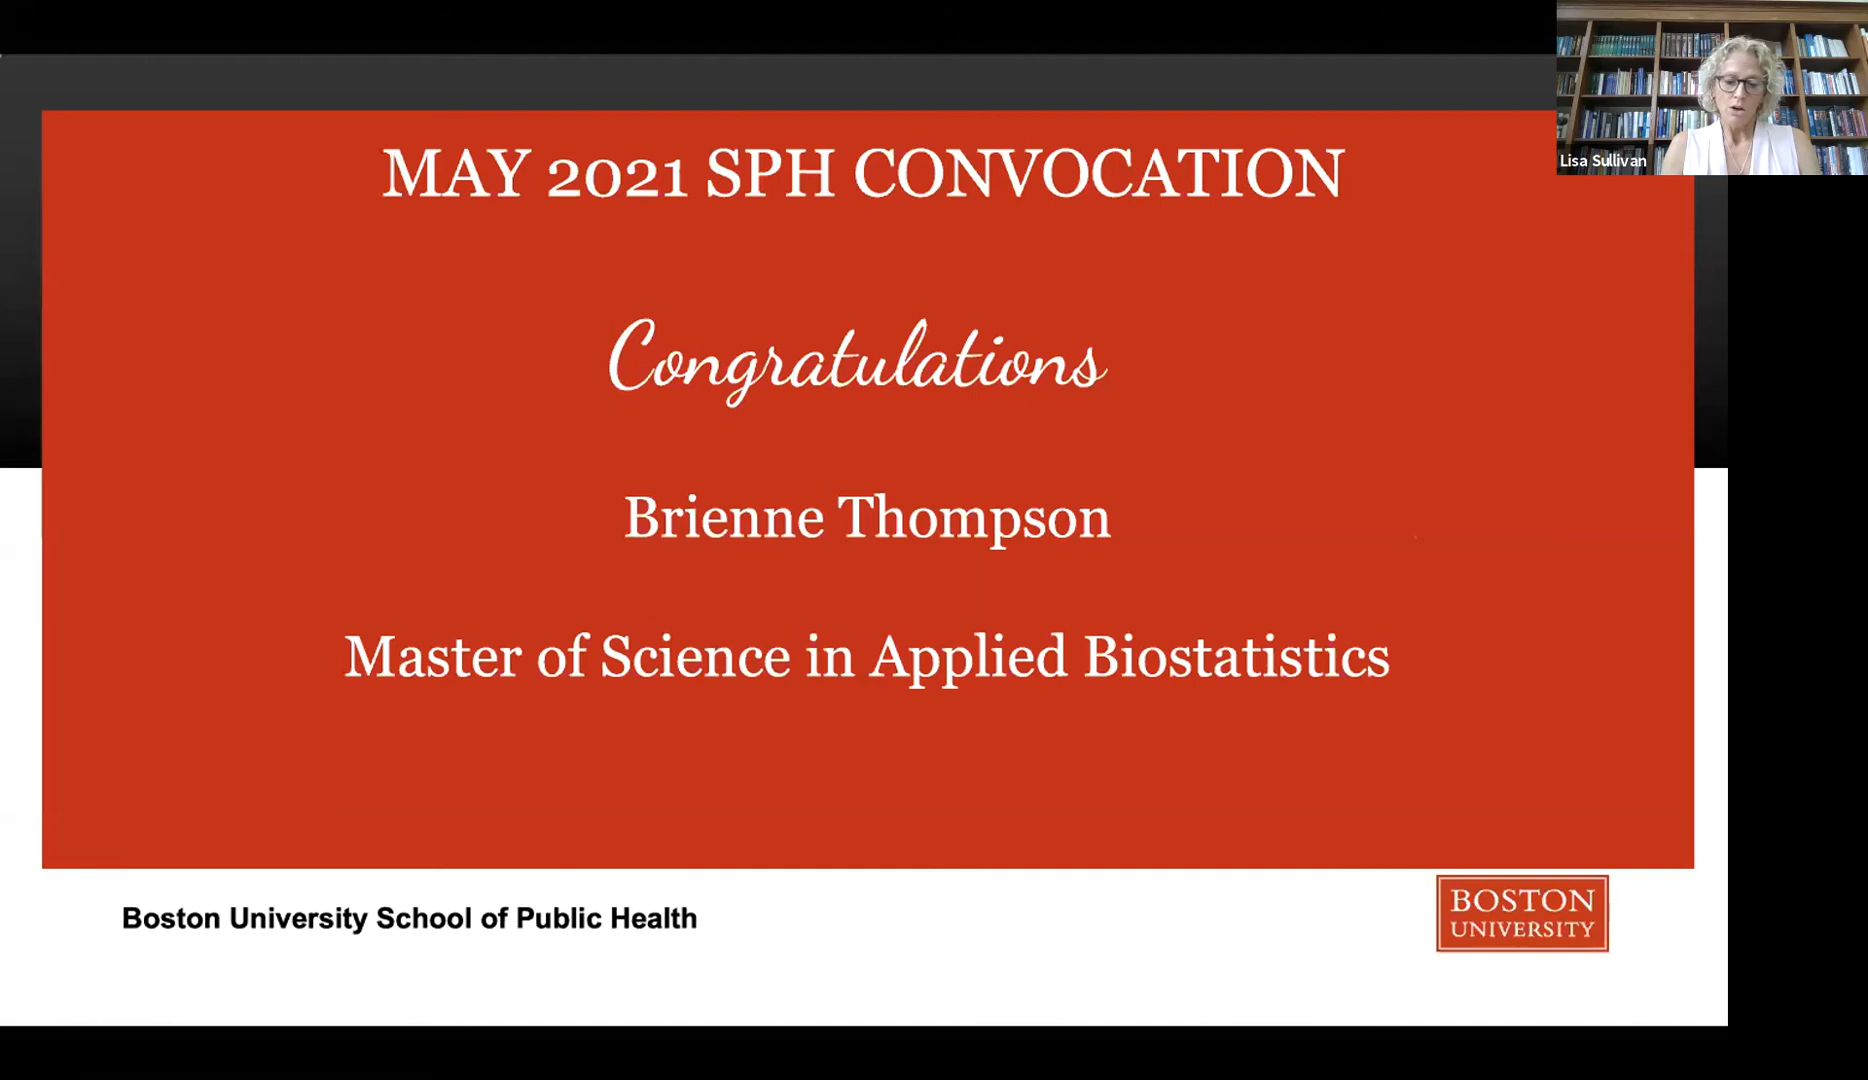 MAY 2021 SPH CONVOCATION
Lisa Sullivan
Congratulations
Brienne Thompson
Master of Science in Applied Biostatistics
Boston University School of Public Health
BOSTON
UNIVERSITY